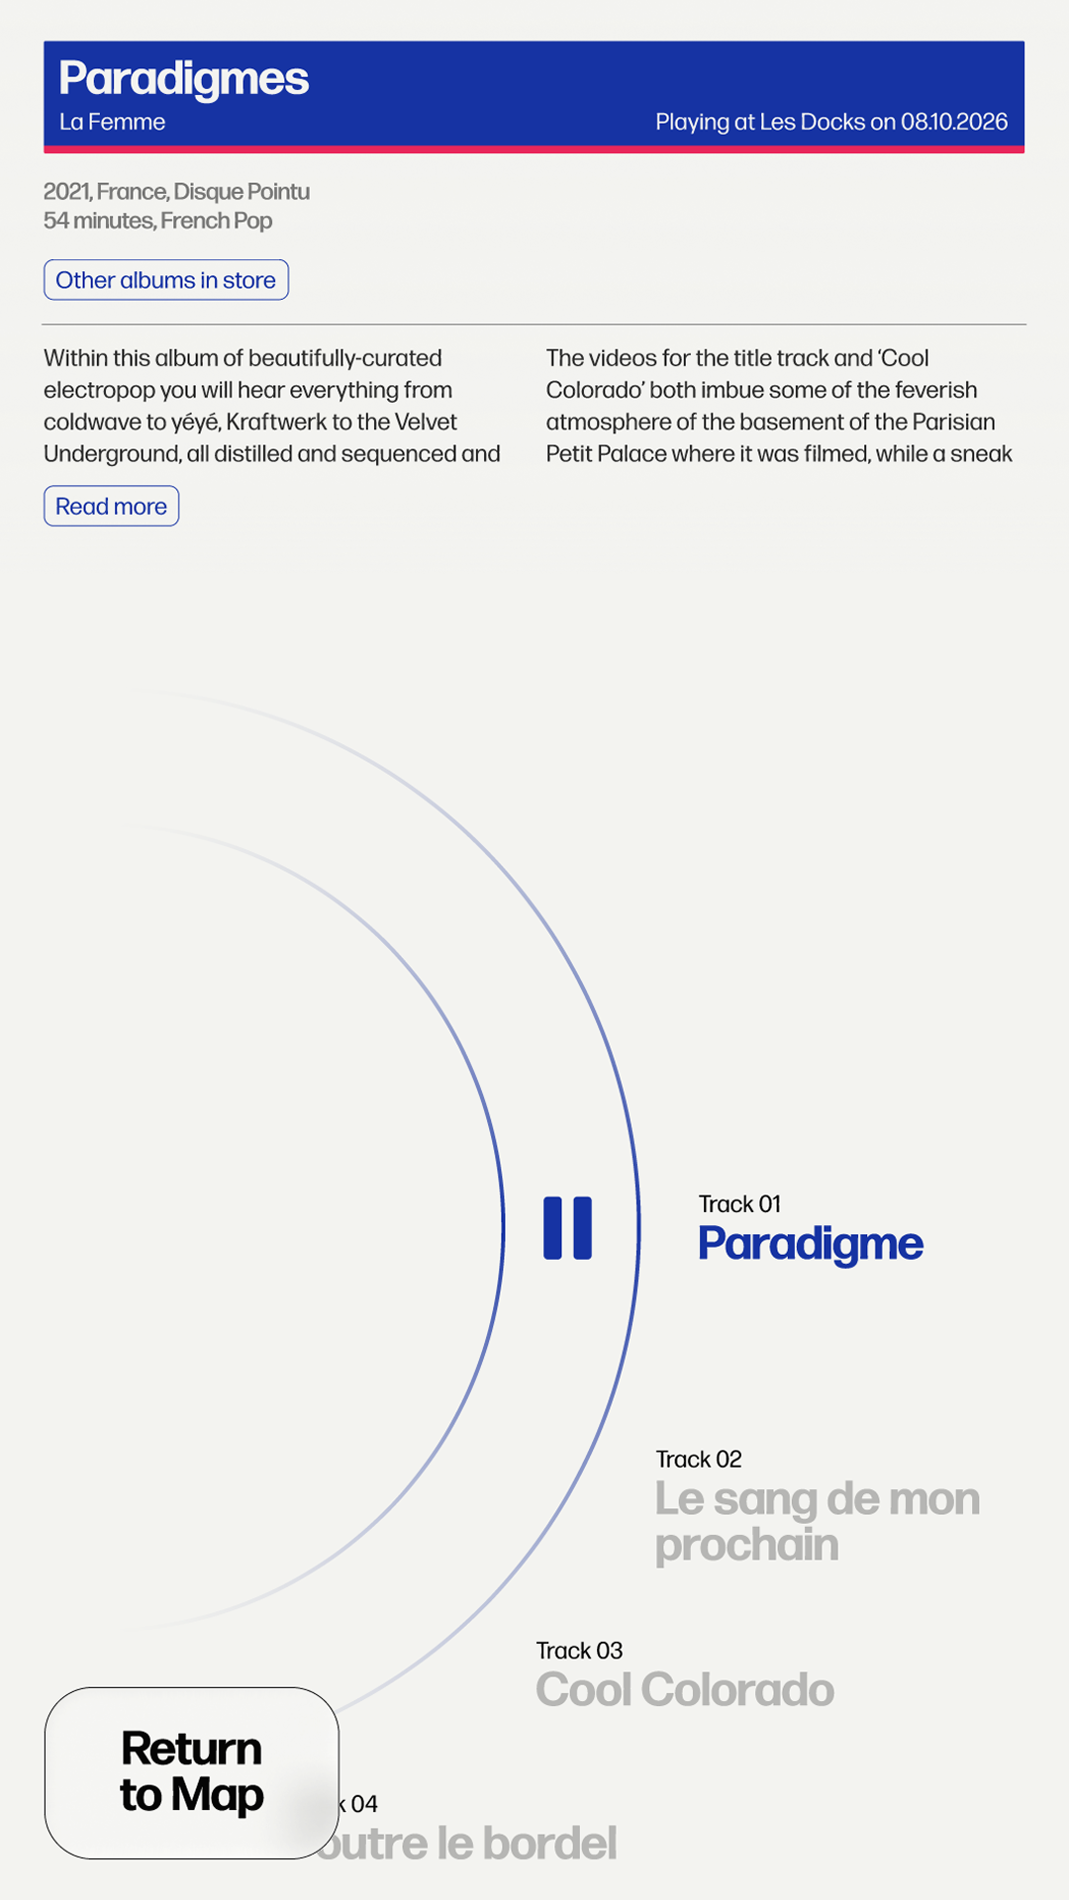 Paradigmes
La Femme
Playing at Les Docks on 08.10.2026
2021, France, Disque Pointu
54 minutes, French Pop
Other albums in store
Within this album of beautifully-curated
electropop you will hear everything from
coldwave to yéyé, Kraftwerk to the Velvet
Underground, all distilled and sequenced and
The videos for the title track and ‘Cool
Colorado’ both imbue some of the feverish
atmosphere of the basement of the Parisian
Petit Palace where it was filmed, while a sneak
Read more
Track 01
Paradigme
Track 02
Le sang de mon
prochain
Track 03
Cool Colorado
Return
to Map
04
le bordel